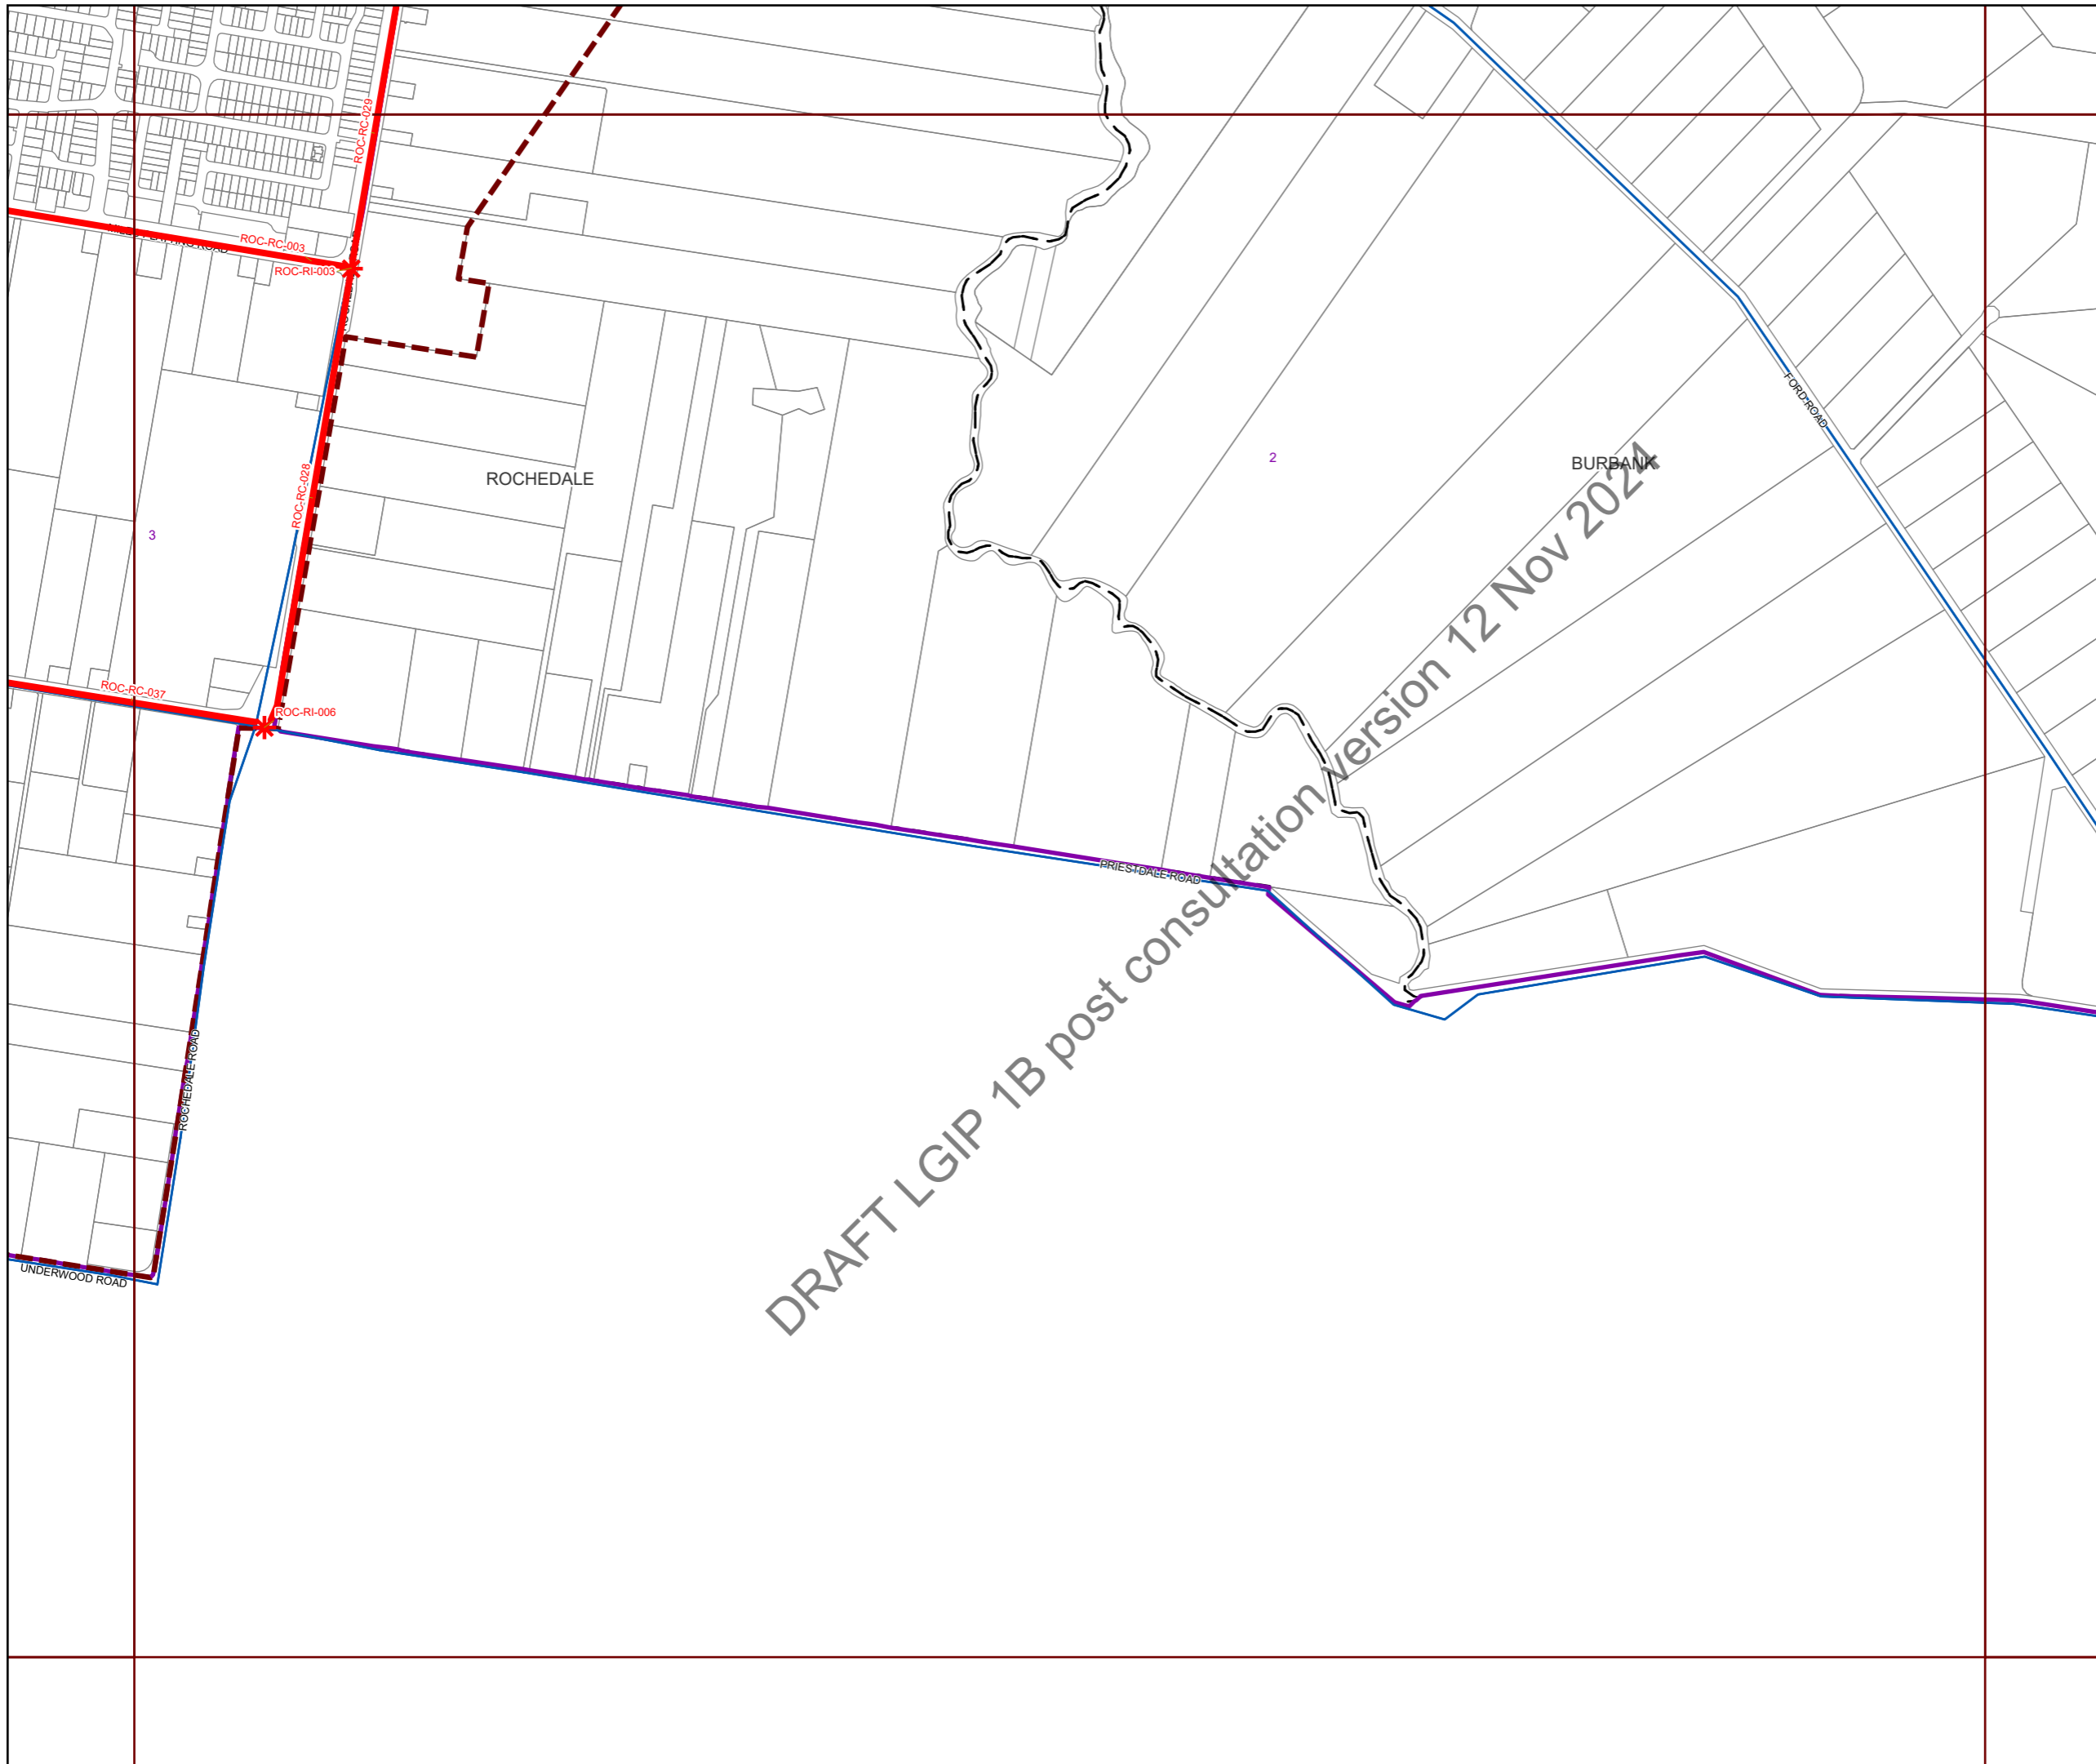 ROC-RC-029
ROC-RC-003
ROAD
ROC-RI-003
FORD ROAD
BURBANK
2
ROCHEDALE
ROC-RC-028
3
ROC-RC-037
ROC-RI-006
PRIESTDALE ROAD
DRAFT LGIP 1B post consultation version 12 Nov 2024
ROCHEDALE ROAD
UNDERWOOD ROAD